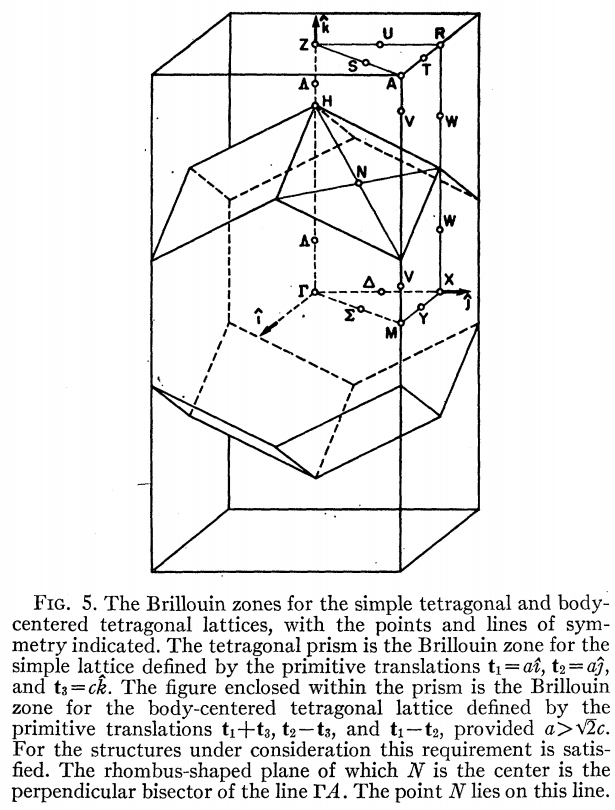 k̂
Z U R
S T
A
Λ
H
V W
N
W
Λ
Γ Δ V X
ĵ
î
Σ Y
M
FIG. 5. The Brillouin zones for the simple tetragonal and body-
centered tetragonal lattices, with the points and lines of sym-
metry indicated. The tetragonal prism is the Brillouin zone for the
simple lattice defined by the primitive translations t₁=aî, t₂=aĵ,
and t₃=ck̂. The figure enclosed within the prism is the Brillouin
zone for the body-centered tetragonal lattice defined by the
primitive translations t₁+t₃, t₂−t₃, and t₁−t₂, provided a>√2c.
For the structures under consideration this requirement is satis-
fied. The rhombus-shaped plane of which N is the center is the
perpendicular bisector of the line ΓA. The point N lies on this line.